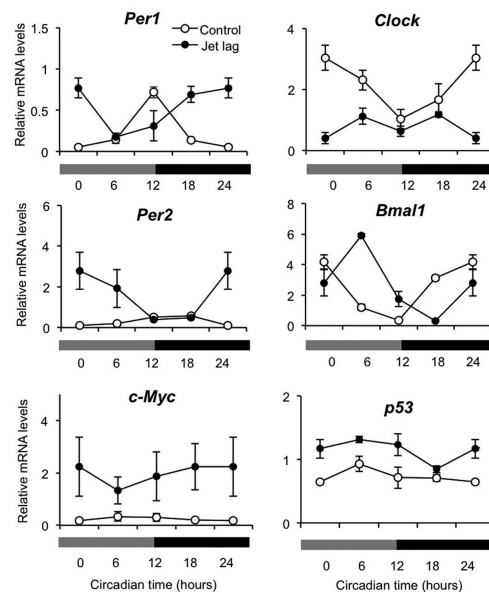 Per1
Control
Jet lag
Relative mRNA levels
1.5
1
0.5
0
0 6 12 18 24
Clock
4
2
0
0 6 12 18 24
Per2
Relative mRNA levels
6
4
2
0
0 6 12 18 24
Bmal1
8
6
4
2
0
0 6 12 18 24
c-Myc
Relative mRNA levels
6
4
2
0
0 6 12 18 24
Circadian time (hours)
p53
2
1
0
0 6 12 18 24
Circadian time (hours)